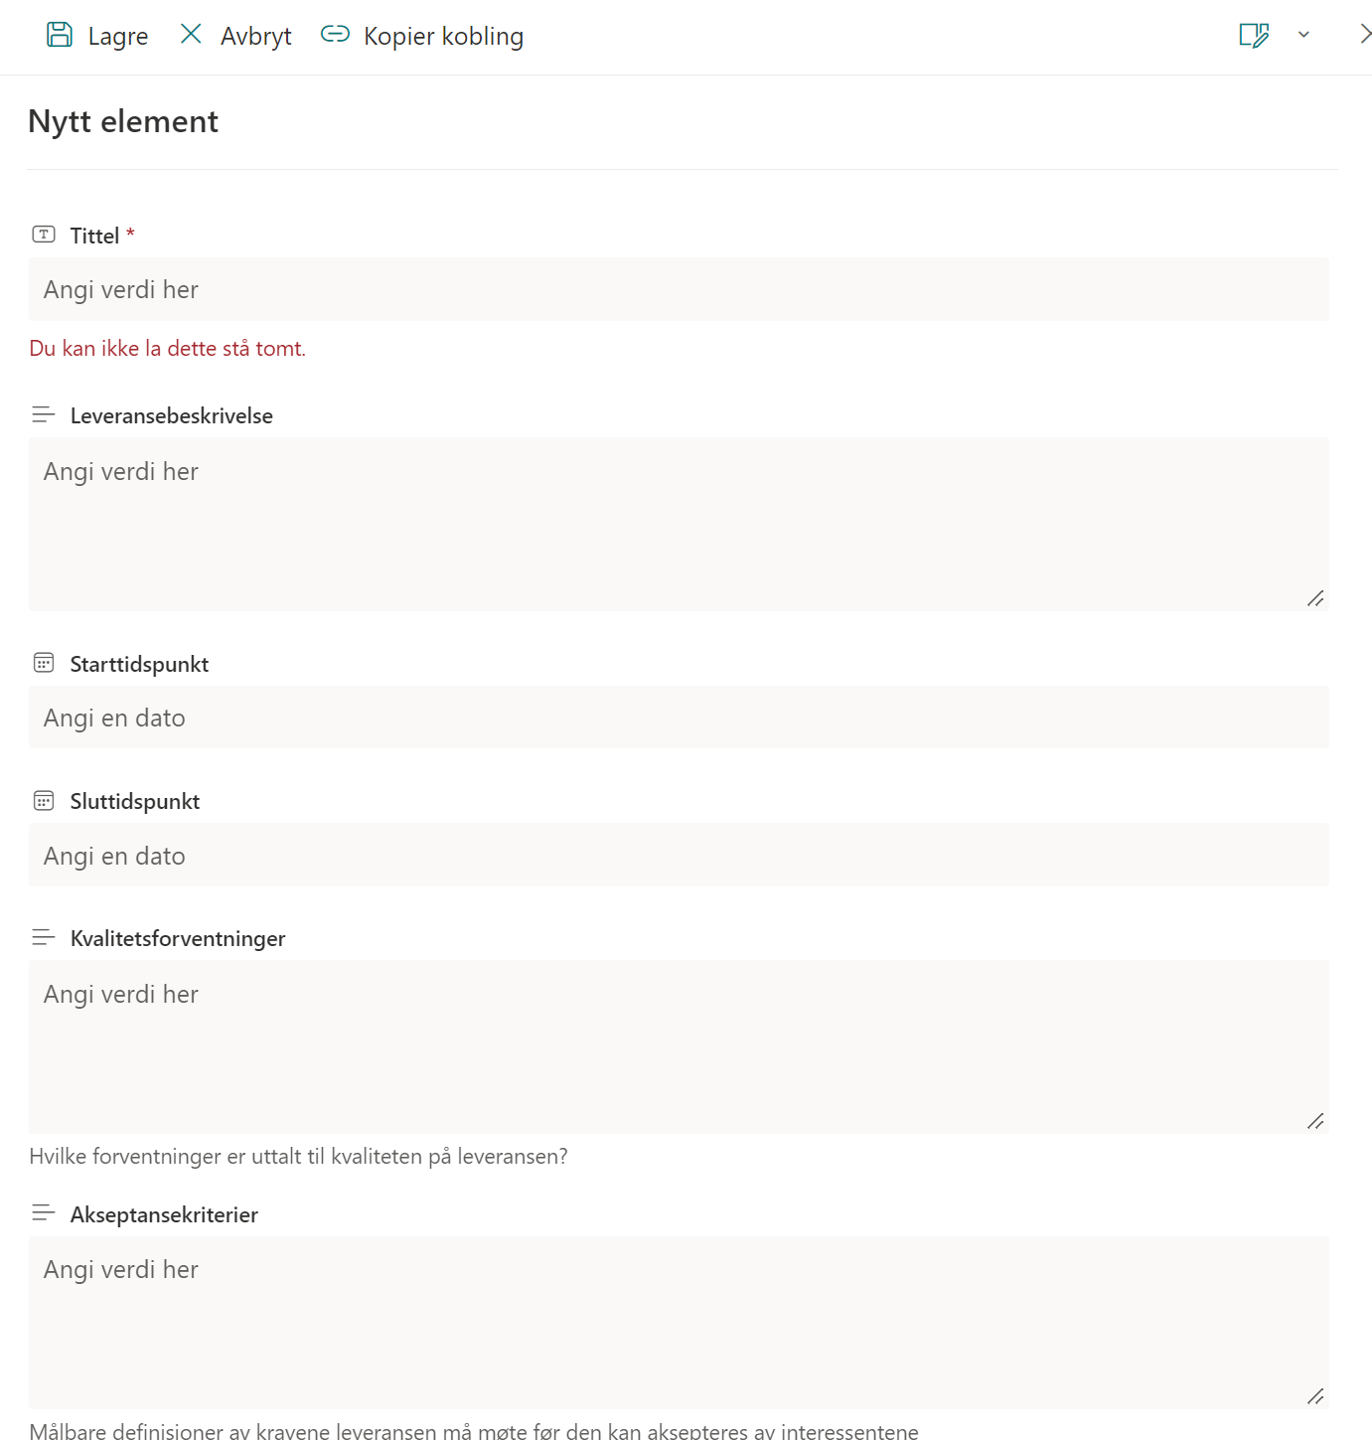 Lagre Avbryt Kopier kobling
Nytt element
Tittel *
Angi verdi her
Du kan ikke la dette stå tomt.
Leveransebeskrivelse
Angi verdi her
Starttidspunkt
Angi en dato
Sluttidspunkt
Angi en dato
Kvalitetsforventninger
Angi verdi her
Hvilke forventninger er uttalt til kvaliteten på leveransen?
Akseptansekriterier
Angi verdi her
Målbare definisjoner av kravene leveransen må møte før den kan aksepteres av interessentene